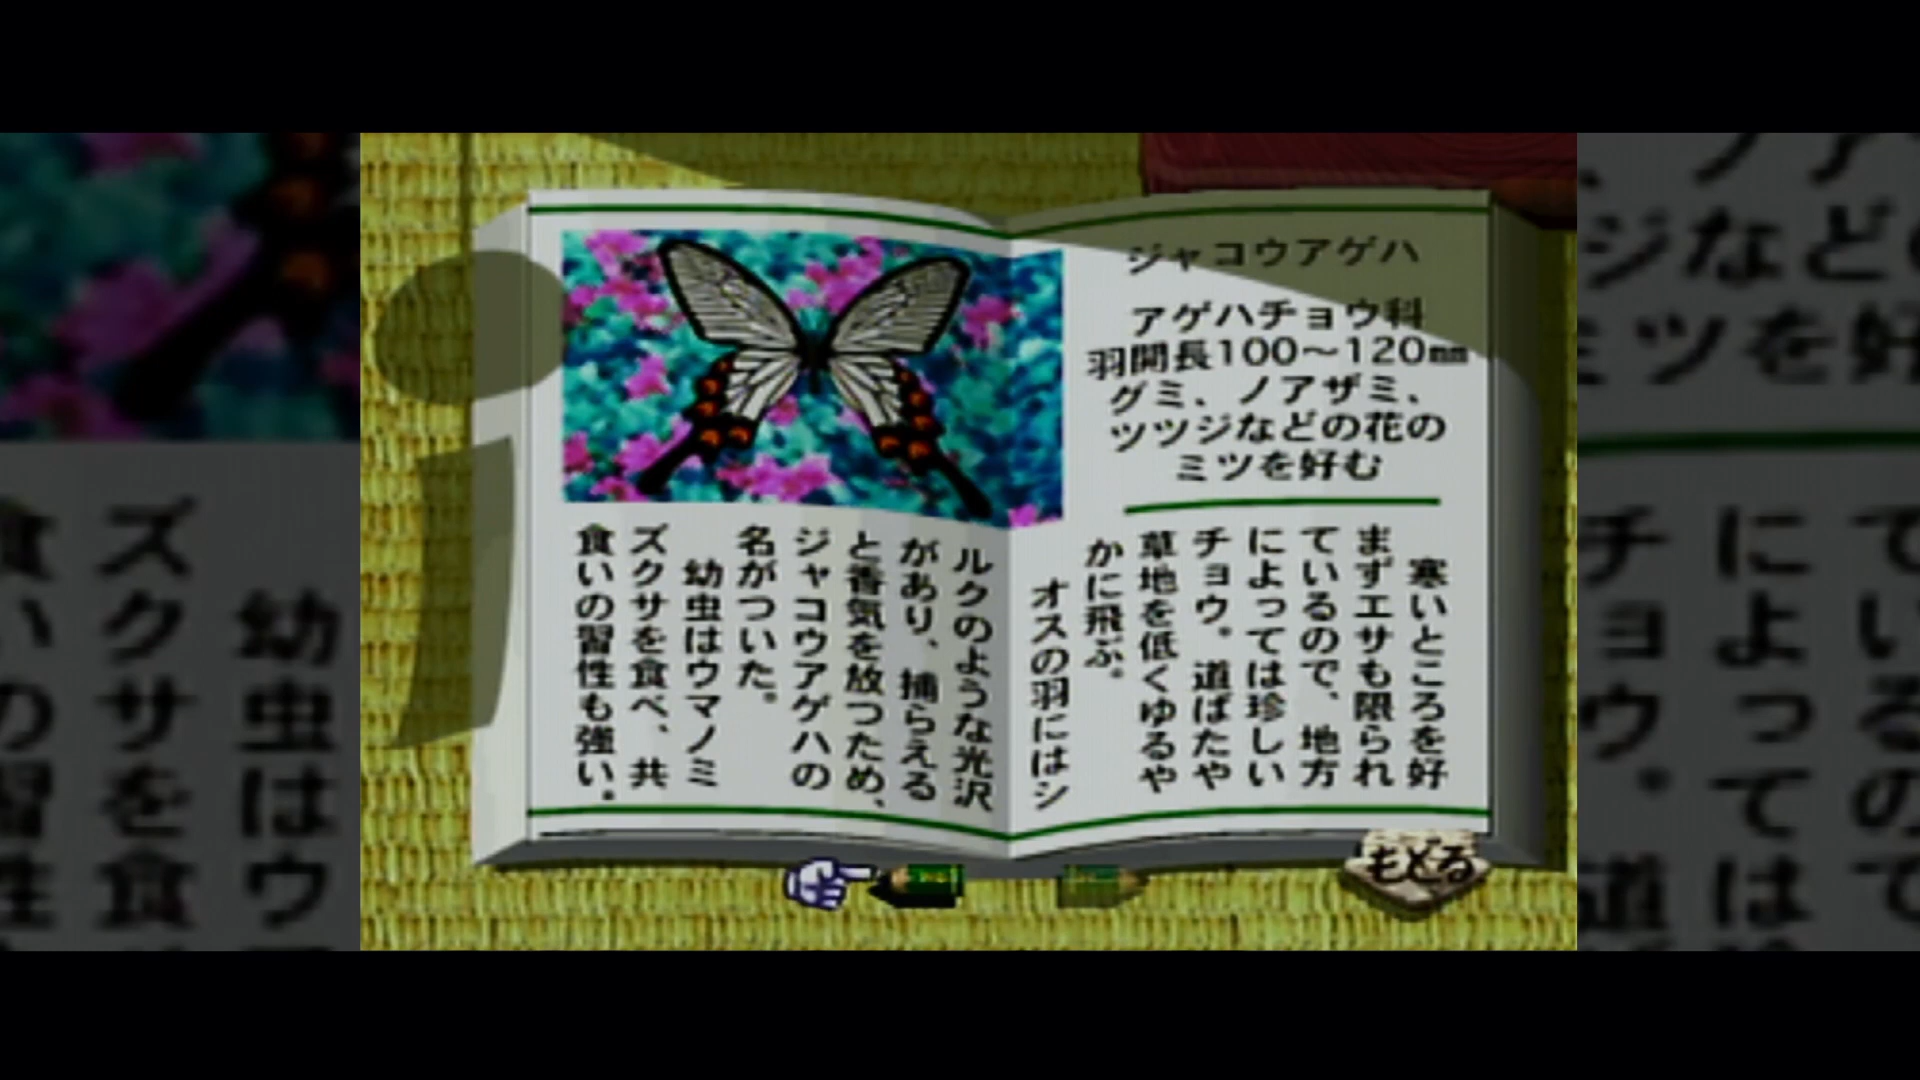 ジャコウアゲハ
アゲハチョウ科
羽開長100〜120㎜
グミ、ノアザミ、
ツツジなどの花の
ミツを好む
寒いところを好
まずエサも限られ
ているので、地方
によっては珍しい
チョウ。道ばたや
草地を低くゆるや
かに飛ぶ。
オスの羽にはシ
ルクのような光沢
があり、捕らえる
と香気を放つため、
ジャコウアゲハの
名がついた。
幼虫はウマノミ
ズクサを食べ、共
食いの習性も強い。
もどる